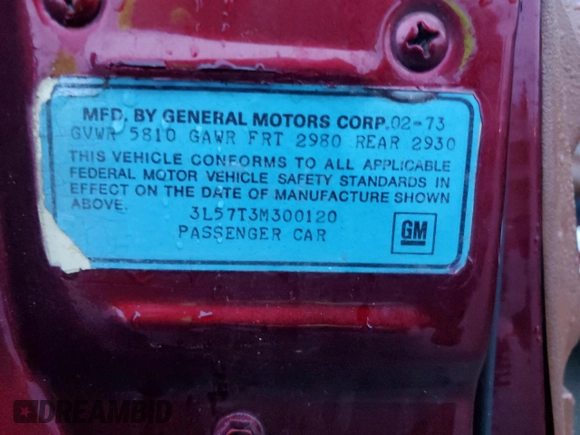 MFD. BY GENERAL MOTORS CORP. 02-73
GVWR 5810 GAWR FRT 2980 REAR 2930
THIS VEHICLE CONFORMS TO ALL APPLICABLE
FEDERAL MOTOR VEHICLE SAFETY STANDARDS IN
EFFECT ON THE DATE OF MANUFACTURE SHOWN
ABOVE.
3L57T3M300120
PASSENGER CAR
GM
DREAMBID